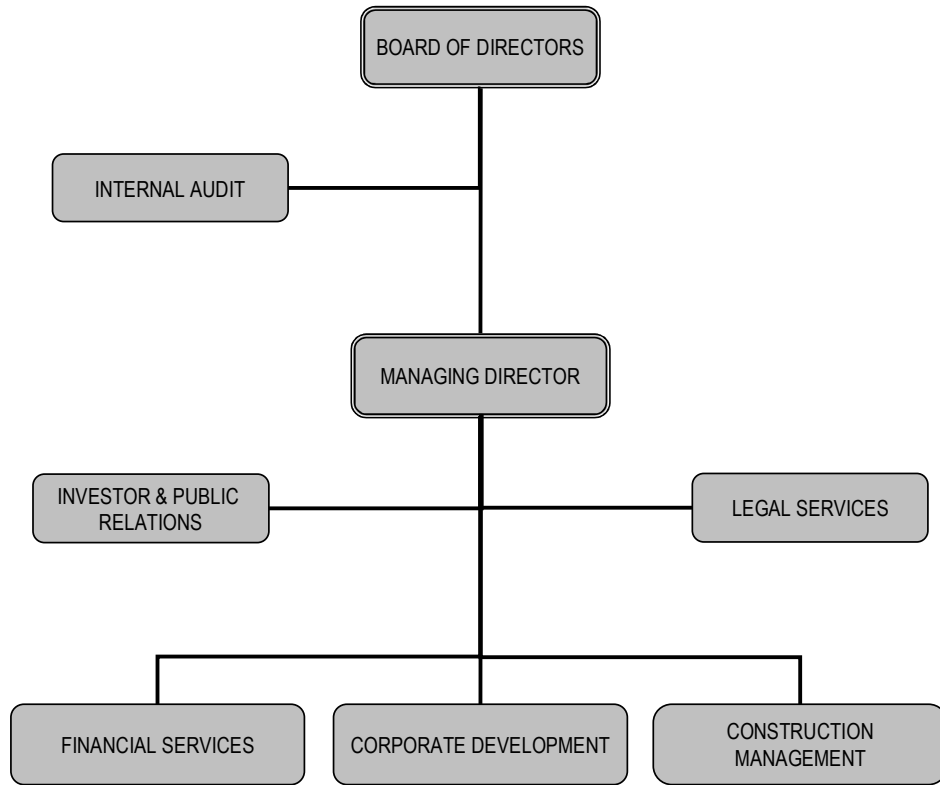 BOARD OF DIRECTORS
INTERNAL AUDIT
MANAGING DIRECTOR
INVESTOR & PUBLIC
RELATIONS
LEGAL SERVICES
FINANCIAL SERVICES
CORPORATE DEVELOPMENT
CONSTRUCTION
MANAGEMENT